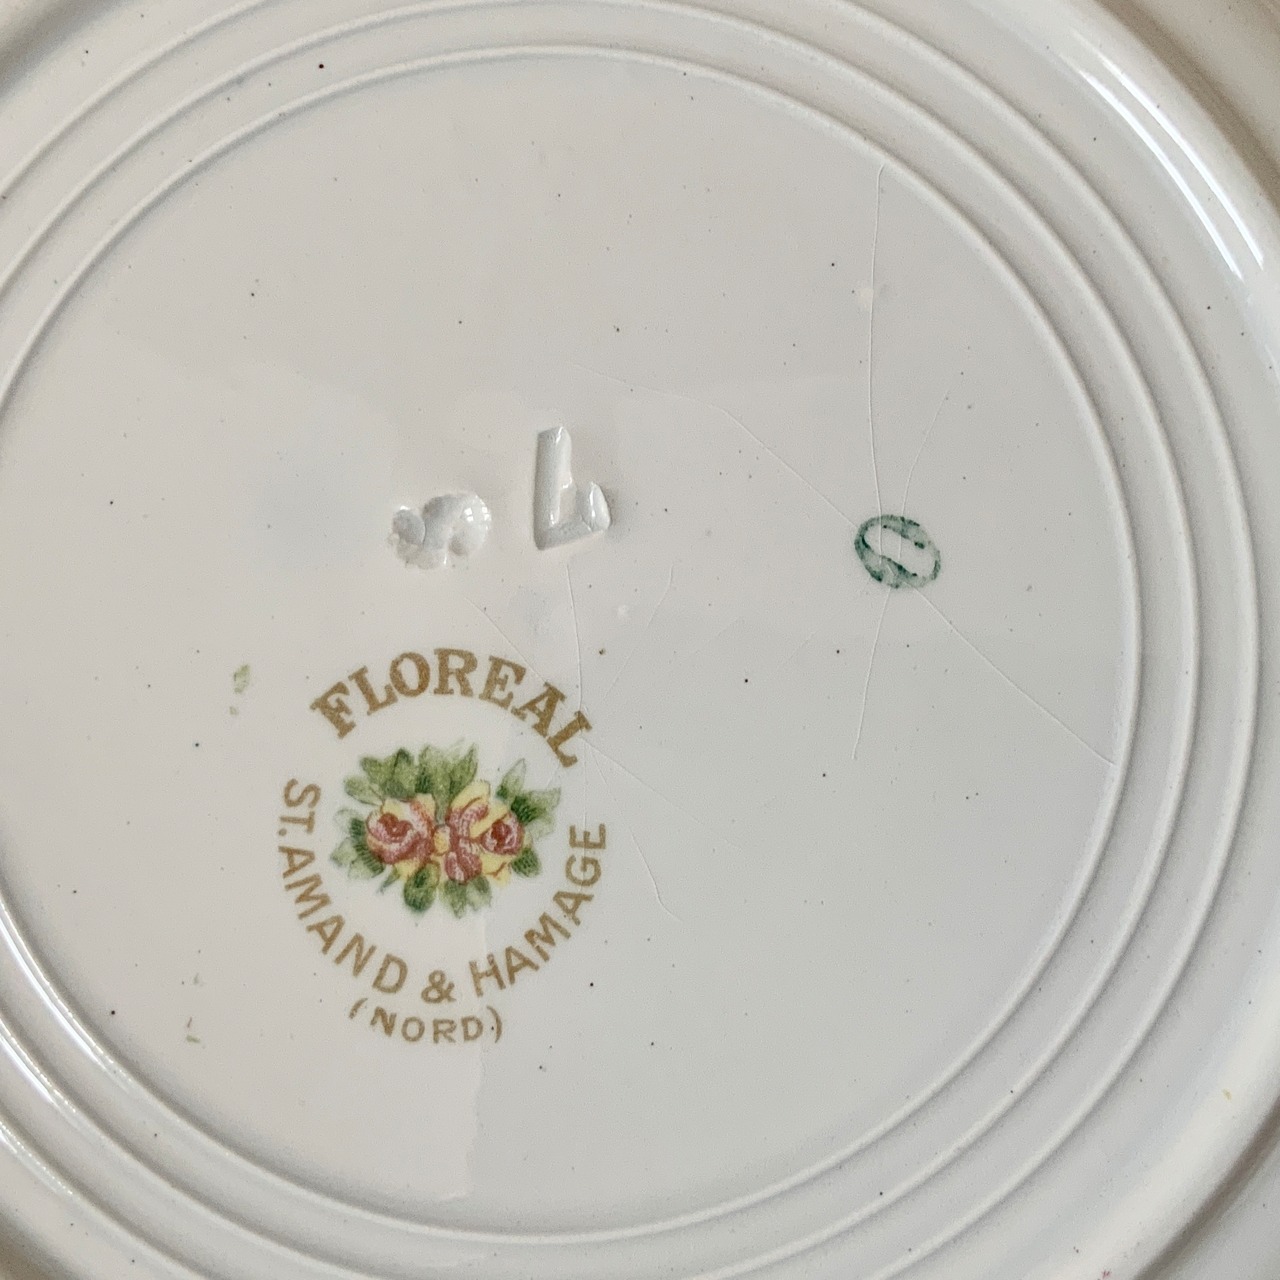 S L
FLOREAL
ST. AMAND & HAMAGE
(NORD)